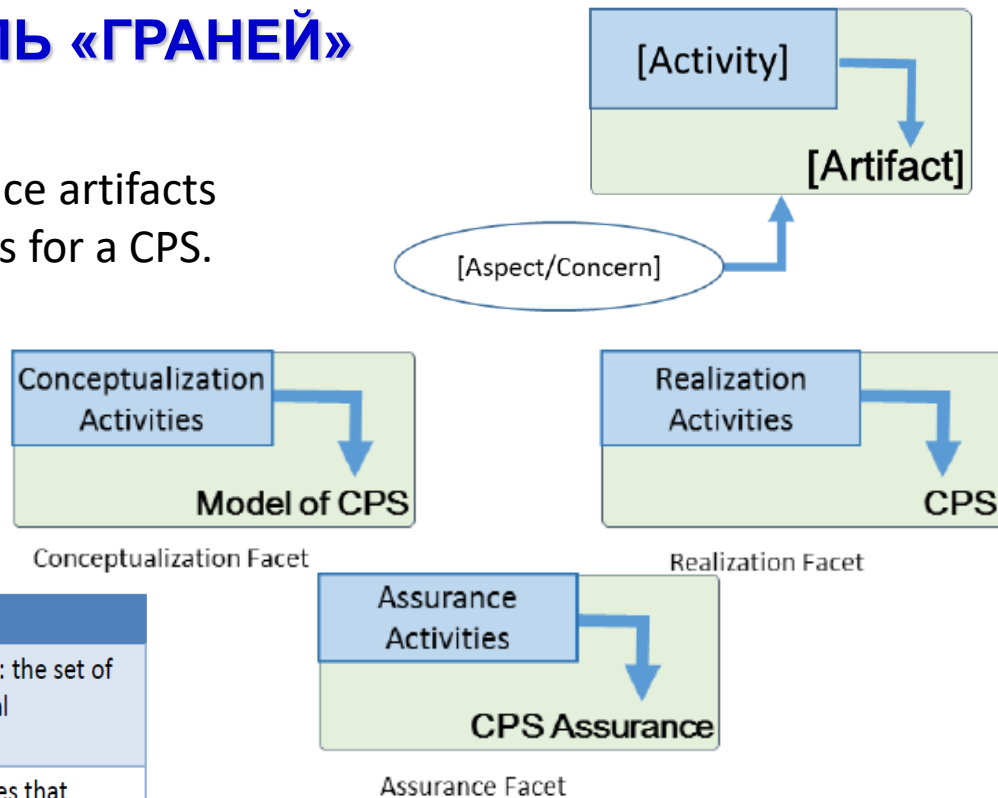 ЛЬ «ГРАНЕЙ»
[Activity]
[Artifact]
ce artifacts
s for a CPS.
[Aspect/Concern]
Conceptualization
Activities
Model of CPS
Conceptualization Facet
Realization
Activities
CPS
Realization Facet
Assurance
Activities
CPS Assurance
Assurance Facet
: the set of
al
es that